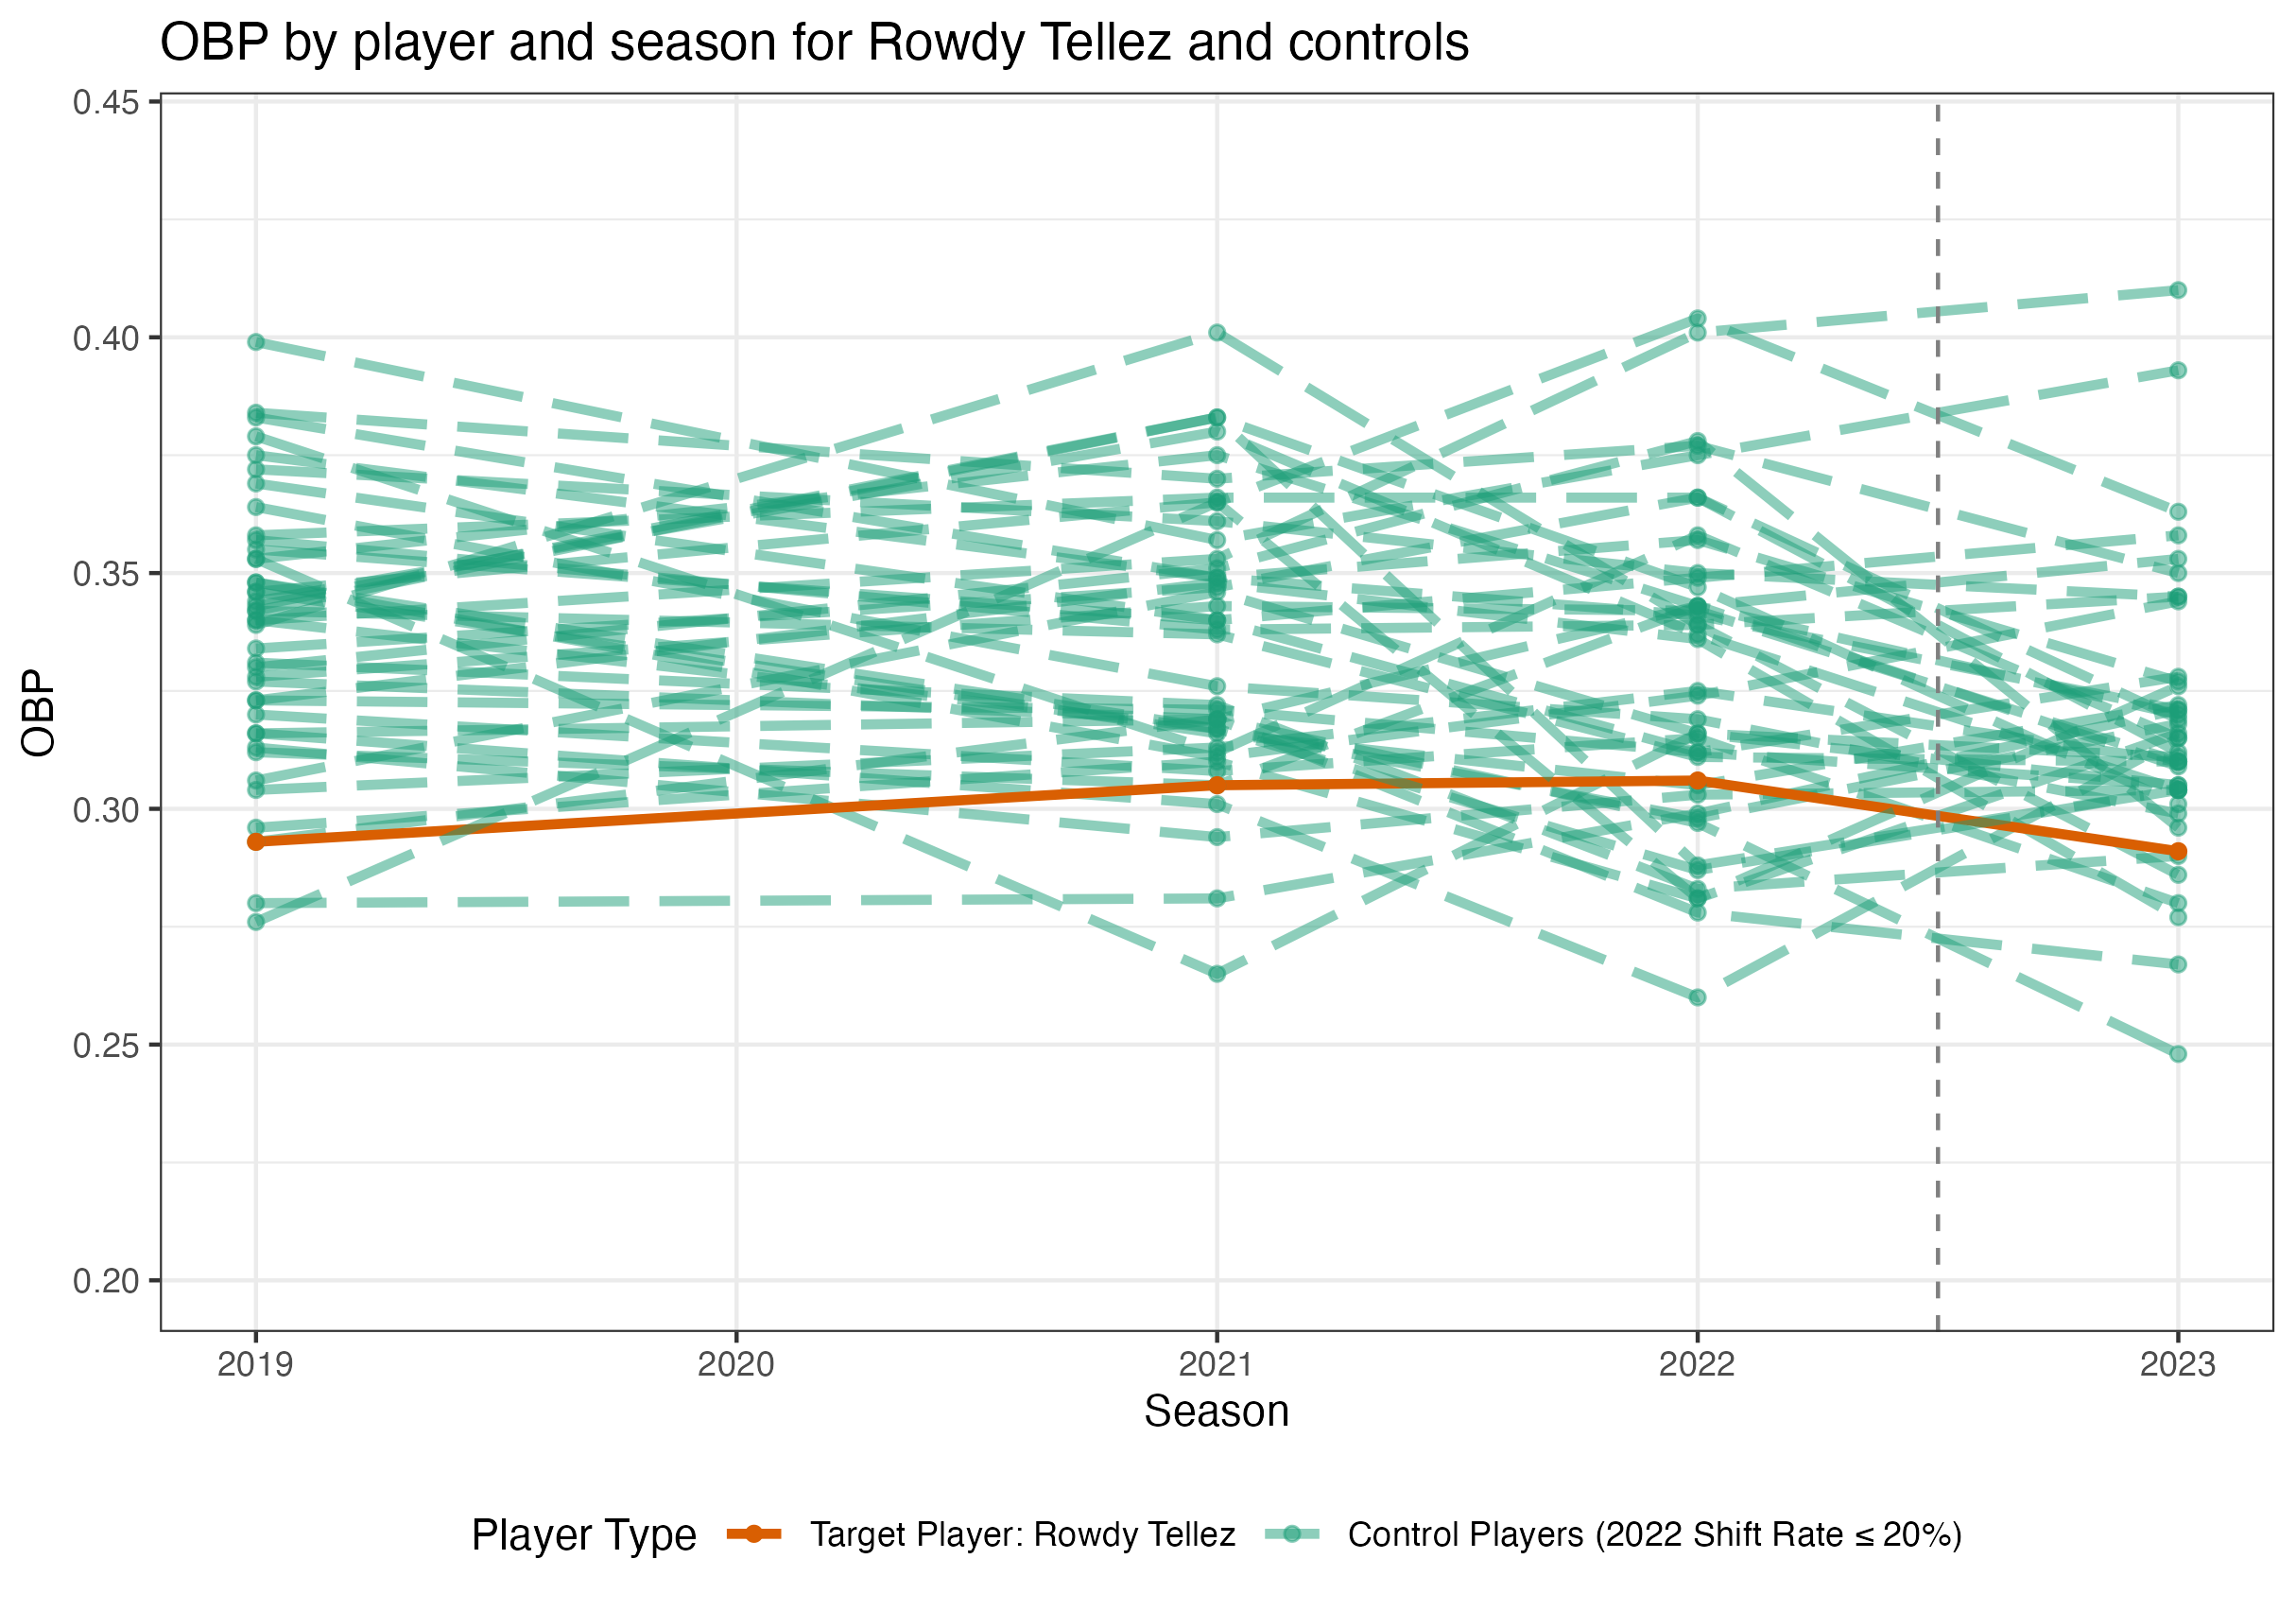 OBP by player and season for Rowdy Tellez and controls
0.45
0.40
0.35
0.30
0.25
0.20
OBP
2019 2020 2021 2022 2023
Season
Player Type Target Player: Rowdy Tellez Control Players (2022 Shift Rate ≤ 20%)